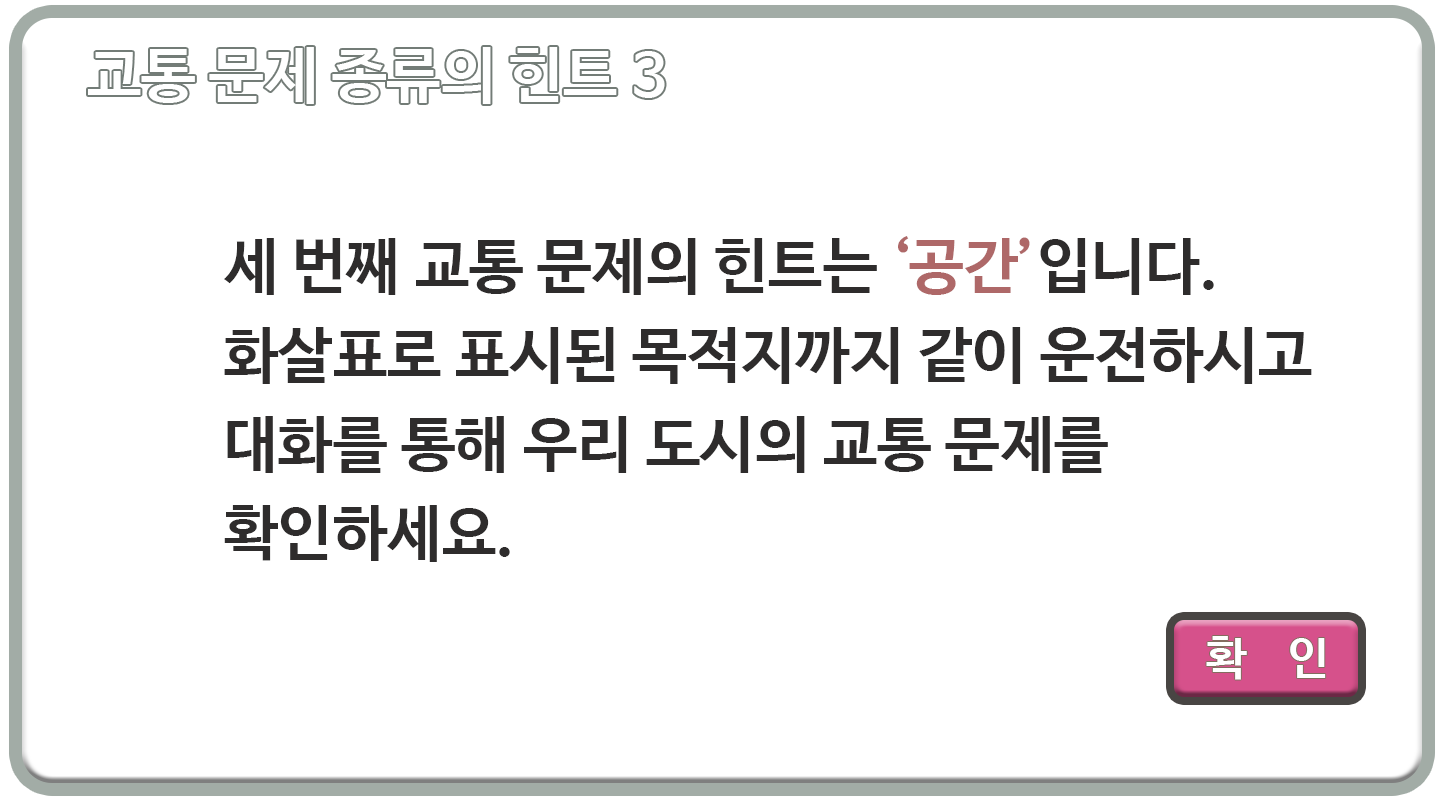 교통 문제 종류의 힌트 3
세 번째 교통 문제의 힌트는 ‘공간’입니다.
화살표로 표시된 목적지까지 같이 운전하시고
대화를 통해 우리 도시의 교통 문제를
확인하세요.
확 인